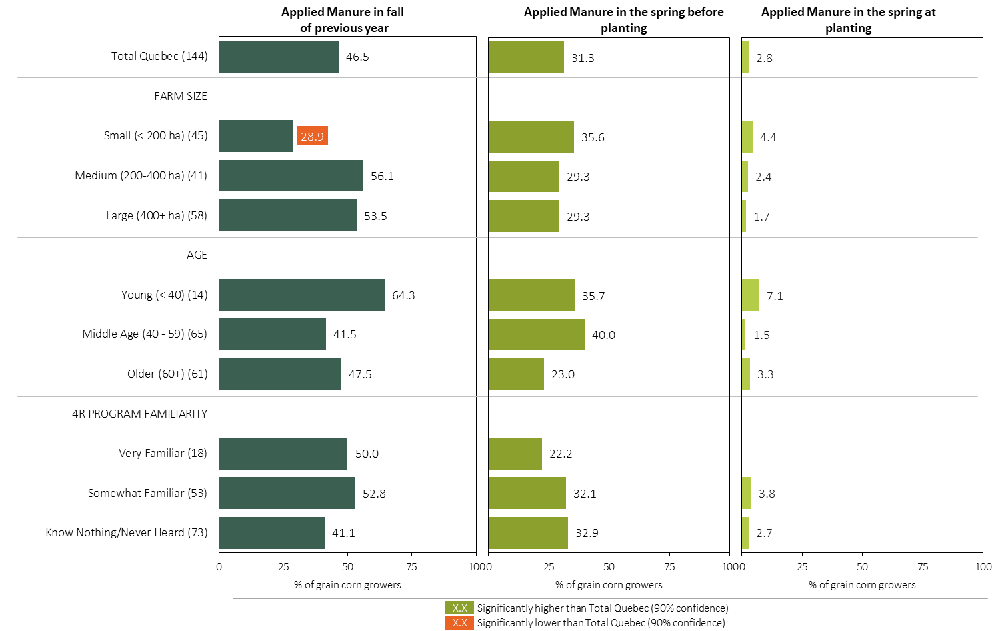 Applied Manure in fall
of previous year
Applied Manure in the spring before
planting
Applied Manure in the spring at
planting
Total Quebec (144)
46.5
31.3
2.8
FARM SIZE
Small (< 200 ha) (45)
28.9
35.6
4.4
Medium (200-400 ha) (41)
56.1
29.3
2.4
Large (400+ ha) (58)
53.5
29.3
1.7
AGE
Young (< 40) (14)
64.3
35.7
7.1
Middle Age (40 - 59) (65)
41.5
40.0
1.5
Older (60+) (61)
47.5
23.0
3.3
4R PROGRAM FAMILIARITY
Very Familiar (18)
50.0
22.2
Somewhat Familiar (53)
52.8
32.1
3.8
Know Nothing/Never Heard (73)
41.1
32.9
2.7
0 25 50 75 100
0 25 50 75 100
0 25 50 75 100
% of grain corn growers
% of grain corn growers
% of grain corn growers
X.X Significantly higher than Total Quebec (90% confidence)
X.X Significantly lower than Total Quebec (90% confidence)